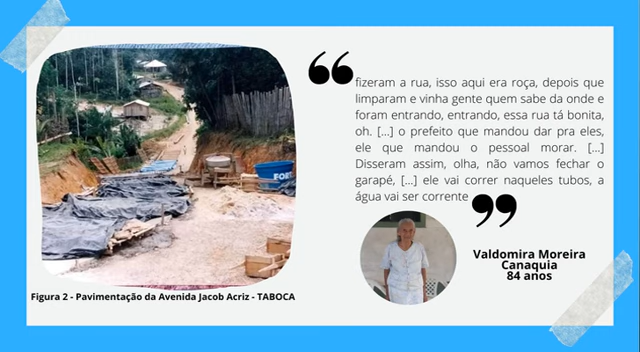 fizeram a rua, isso aqui era roça, depois que
limparam e vinha gente quem sabe da onde e
foram entrando, entrando, essa rua tá bonita,
oh. [...] o prefeito que mandou dar pra eles,
ele que mandou o pessoal morar. [...]
Disseram assim, olha, não vamos fechar o
garapé, [...] ele vai correr naqueles tubos, a
água vai ser corrente
Valdomira Moreira
Canaquia
84 anos
FORT
Figura 2 - Pavimentação da Avenida Jacob Acriz - TABOCA